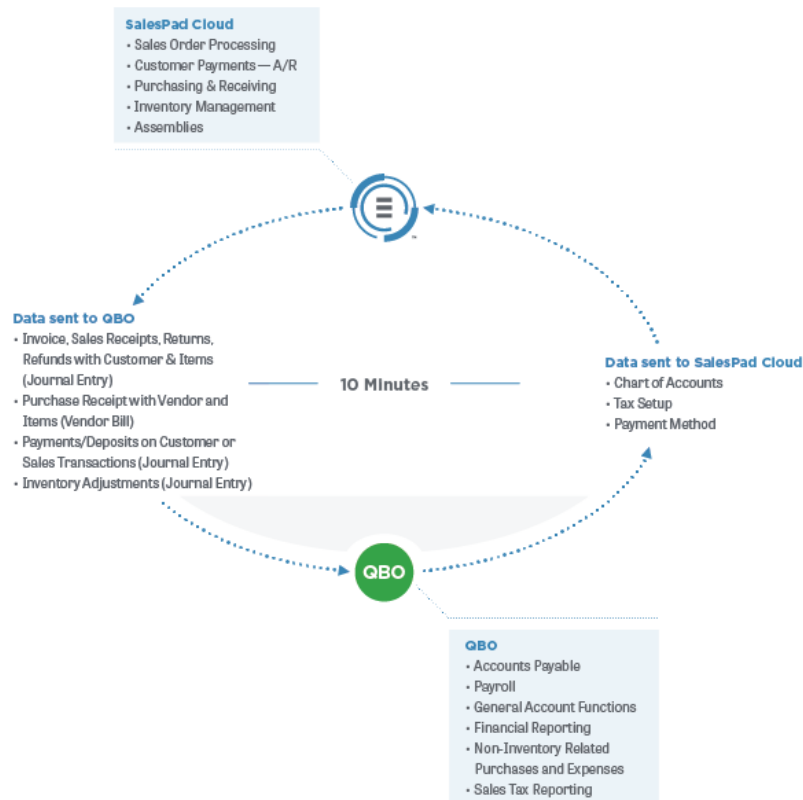 SalesPad Cloud
• Sales Order Processing
• Customer Payments — A/R
• Purchasing & Receiving
• Inventory Management
• Assemblies
™
Data sent to QBO
• Invoice, Sales Receipts, Returns,
Refunds with Customer & Items
(Journal Entry)
• Purchase Receipt with Vendor and
Items (Vendor Bill)
• Payments/Deposits on Customer or
Sales Transactions (Journal Entry)
• Inventory Adjustments (Journal Entry)
10 Minutes
Data sent to SalesPad Cloud
• Chart of Accounts
• Tax Setup
• Payment Method
QBO
QBO
• Accounts Payable
• Payroll
• General Account Functions
• Financial Reporting
• Non-Inventory Related
Purchases and Expenses
• Sales Tax Reporting